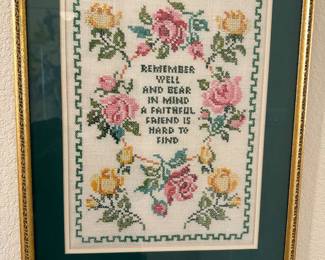 REMEMBER
WELL
AND BEAR
IN MIND
A FAITHFUL
FRIEND IS
HARD TO
FIND